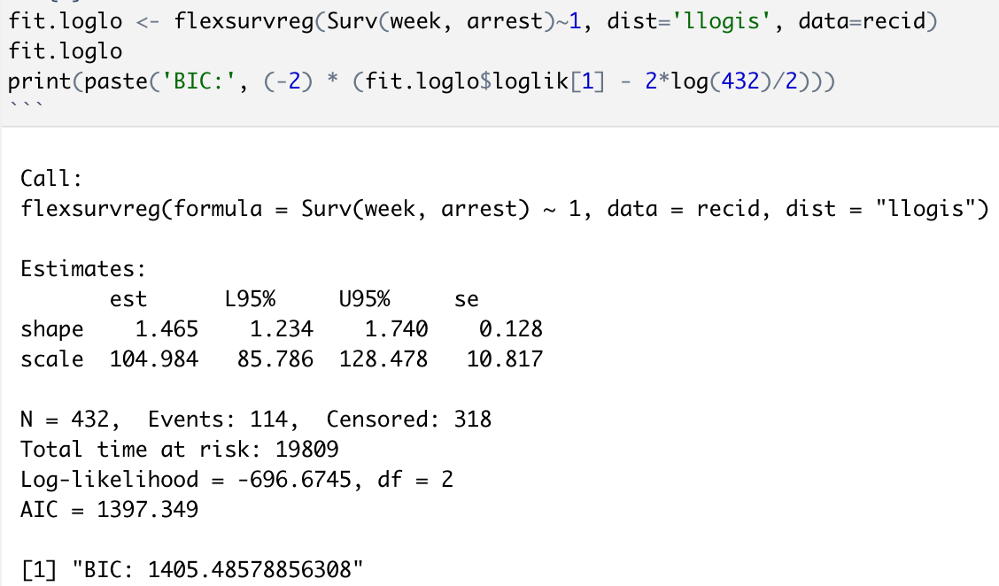 fit.loglo <- flexsurvreg(Surv(week, arrest)~1, dist='llogis', data=recid)
fit.loglo
print(paste('BIC:', (-2) * (fit.loglo$loglik[1] - 2*log(432)/2)))
```
Call:
flexsurvreg(formula = Surv(week, arrest) ~ 1, data = recid, dist = "llogis")
Estimates:
est L95% U95% se
shape 1.465 1.234 1.740 0.128
scale 104.984 85.786 128.478 10.817
N = 432, Events: 114, Censored: 318
Total time at risk: 19809
Log-likelihood = -696.6745, df = 2
AIC = 1397.349
[1] "BIC: 1405.48578856308"